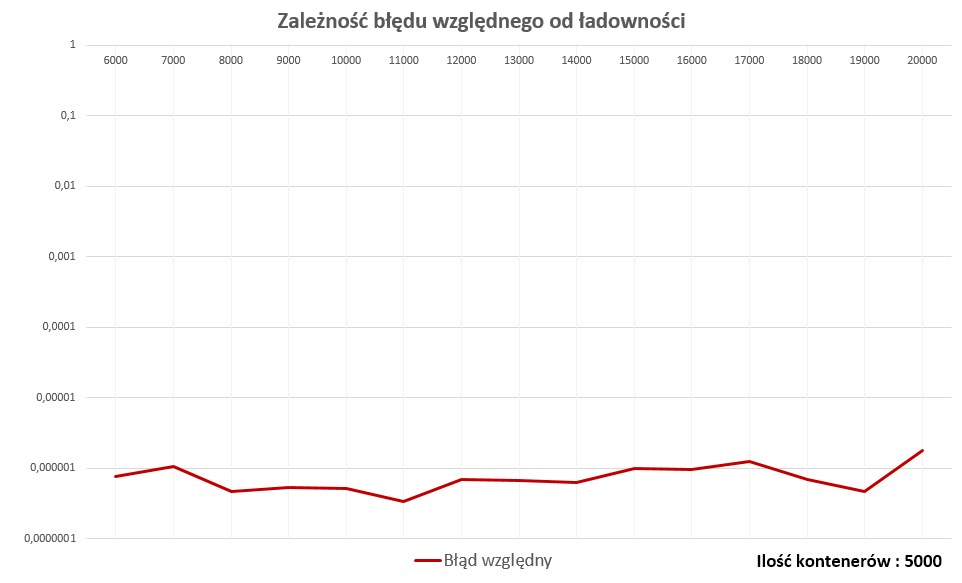 Zależność błędu względnego od ładowności
1
6000 7000 8000 9000 10000 11000 12000 13000 14000 15000 16000 17000 18000 19000 20000
0,1
0,01
0,001
0,0001
0,00001
0,000001
0,0000001
Błąd względny
Ilość kontenerów : 5000